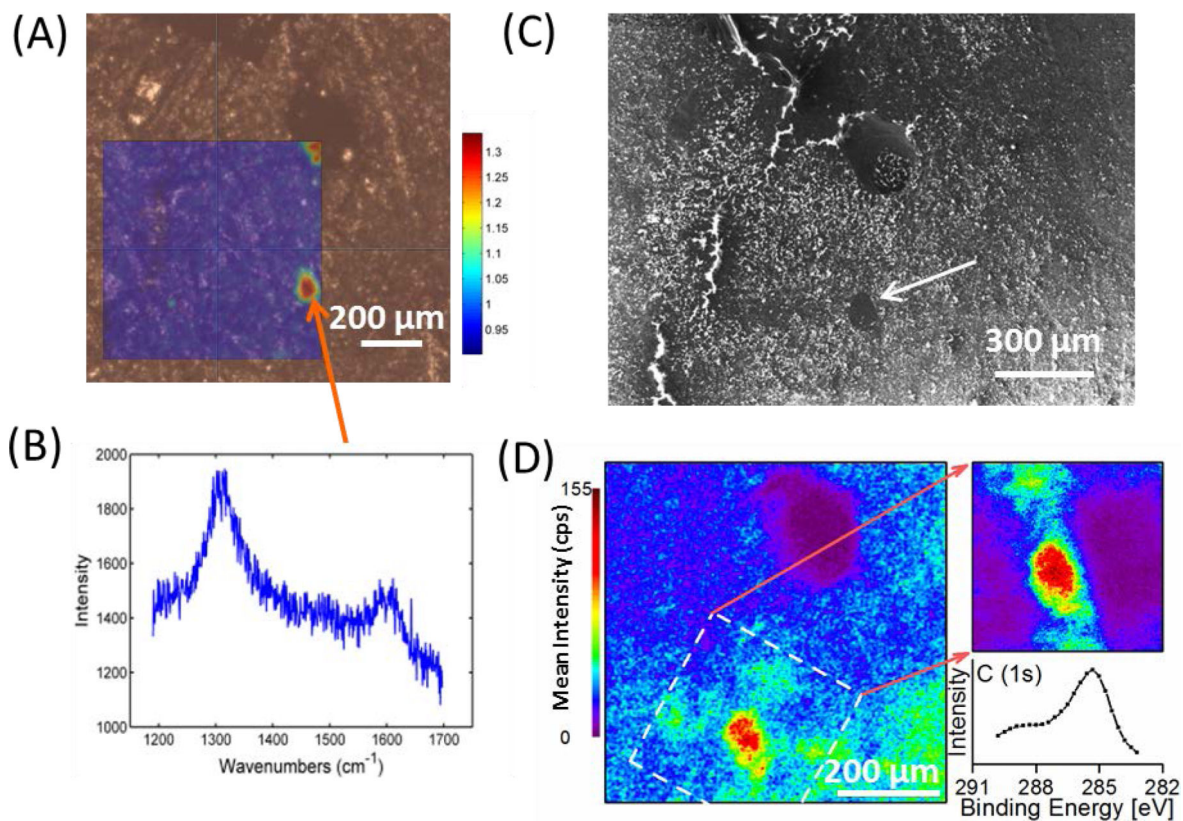 (A)
1.3
1.25
1.2
1.15
1.1
1.05
1
0.95
200 μm
(B)
2000
1800
1600
1400
1200
1000
Intensity
1200 1300 1400 1500 1600 1700
Wavenumbers (cm⁻¹)
(C)
300 μm
(D)
155
Mean Intensity (cps)
0
200 μm
C (1s)
Intensity
291 288 285 282
Binding Energy [eV]